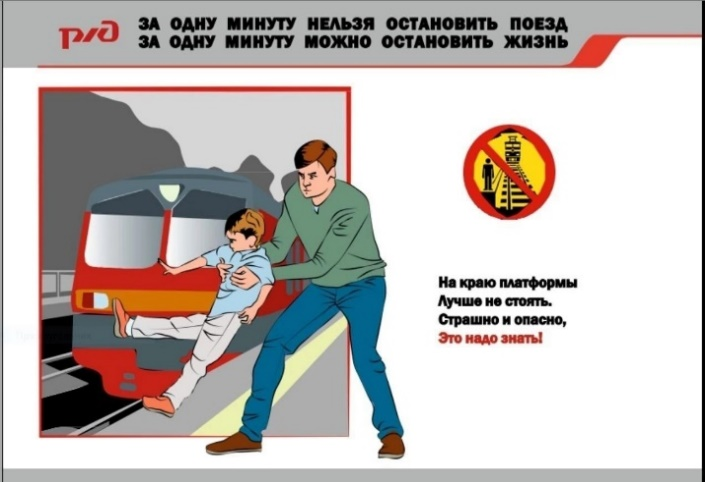 ржд
ЗА ОДНУ МИНУТУ НЕЛЬЗЯ ОСТАНОВИТЬ ПОЕЗД
ЗА ОДНУ МИНУТУ МОЖНО ОСТАНОВИТЬ ЖИЗНЬ
На краю платформы
Лучше не стоять.
Страшно и опасно,
Это надо знать!